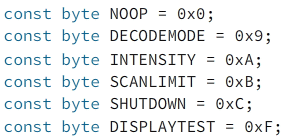 const byte NOOP = 0x0;
const byte DECODEMODE = 0x9;
const byte INTENSITY = 0xA;
const byte SCANLIMIT = 0xB;
const byte SHUTDOWN = 0xC;
const byte DISPLAYTEST = 0xF;